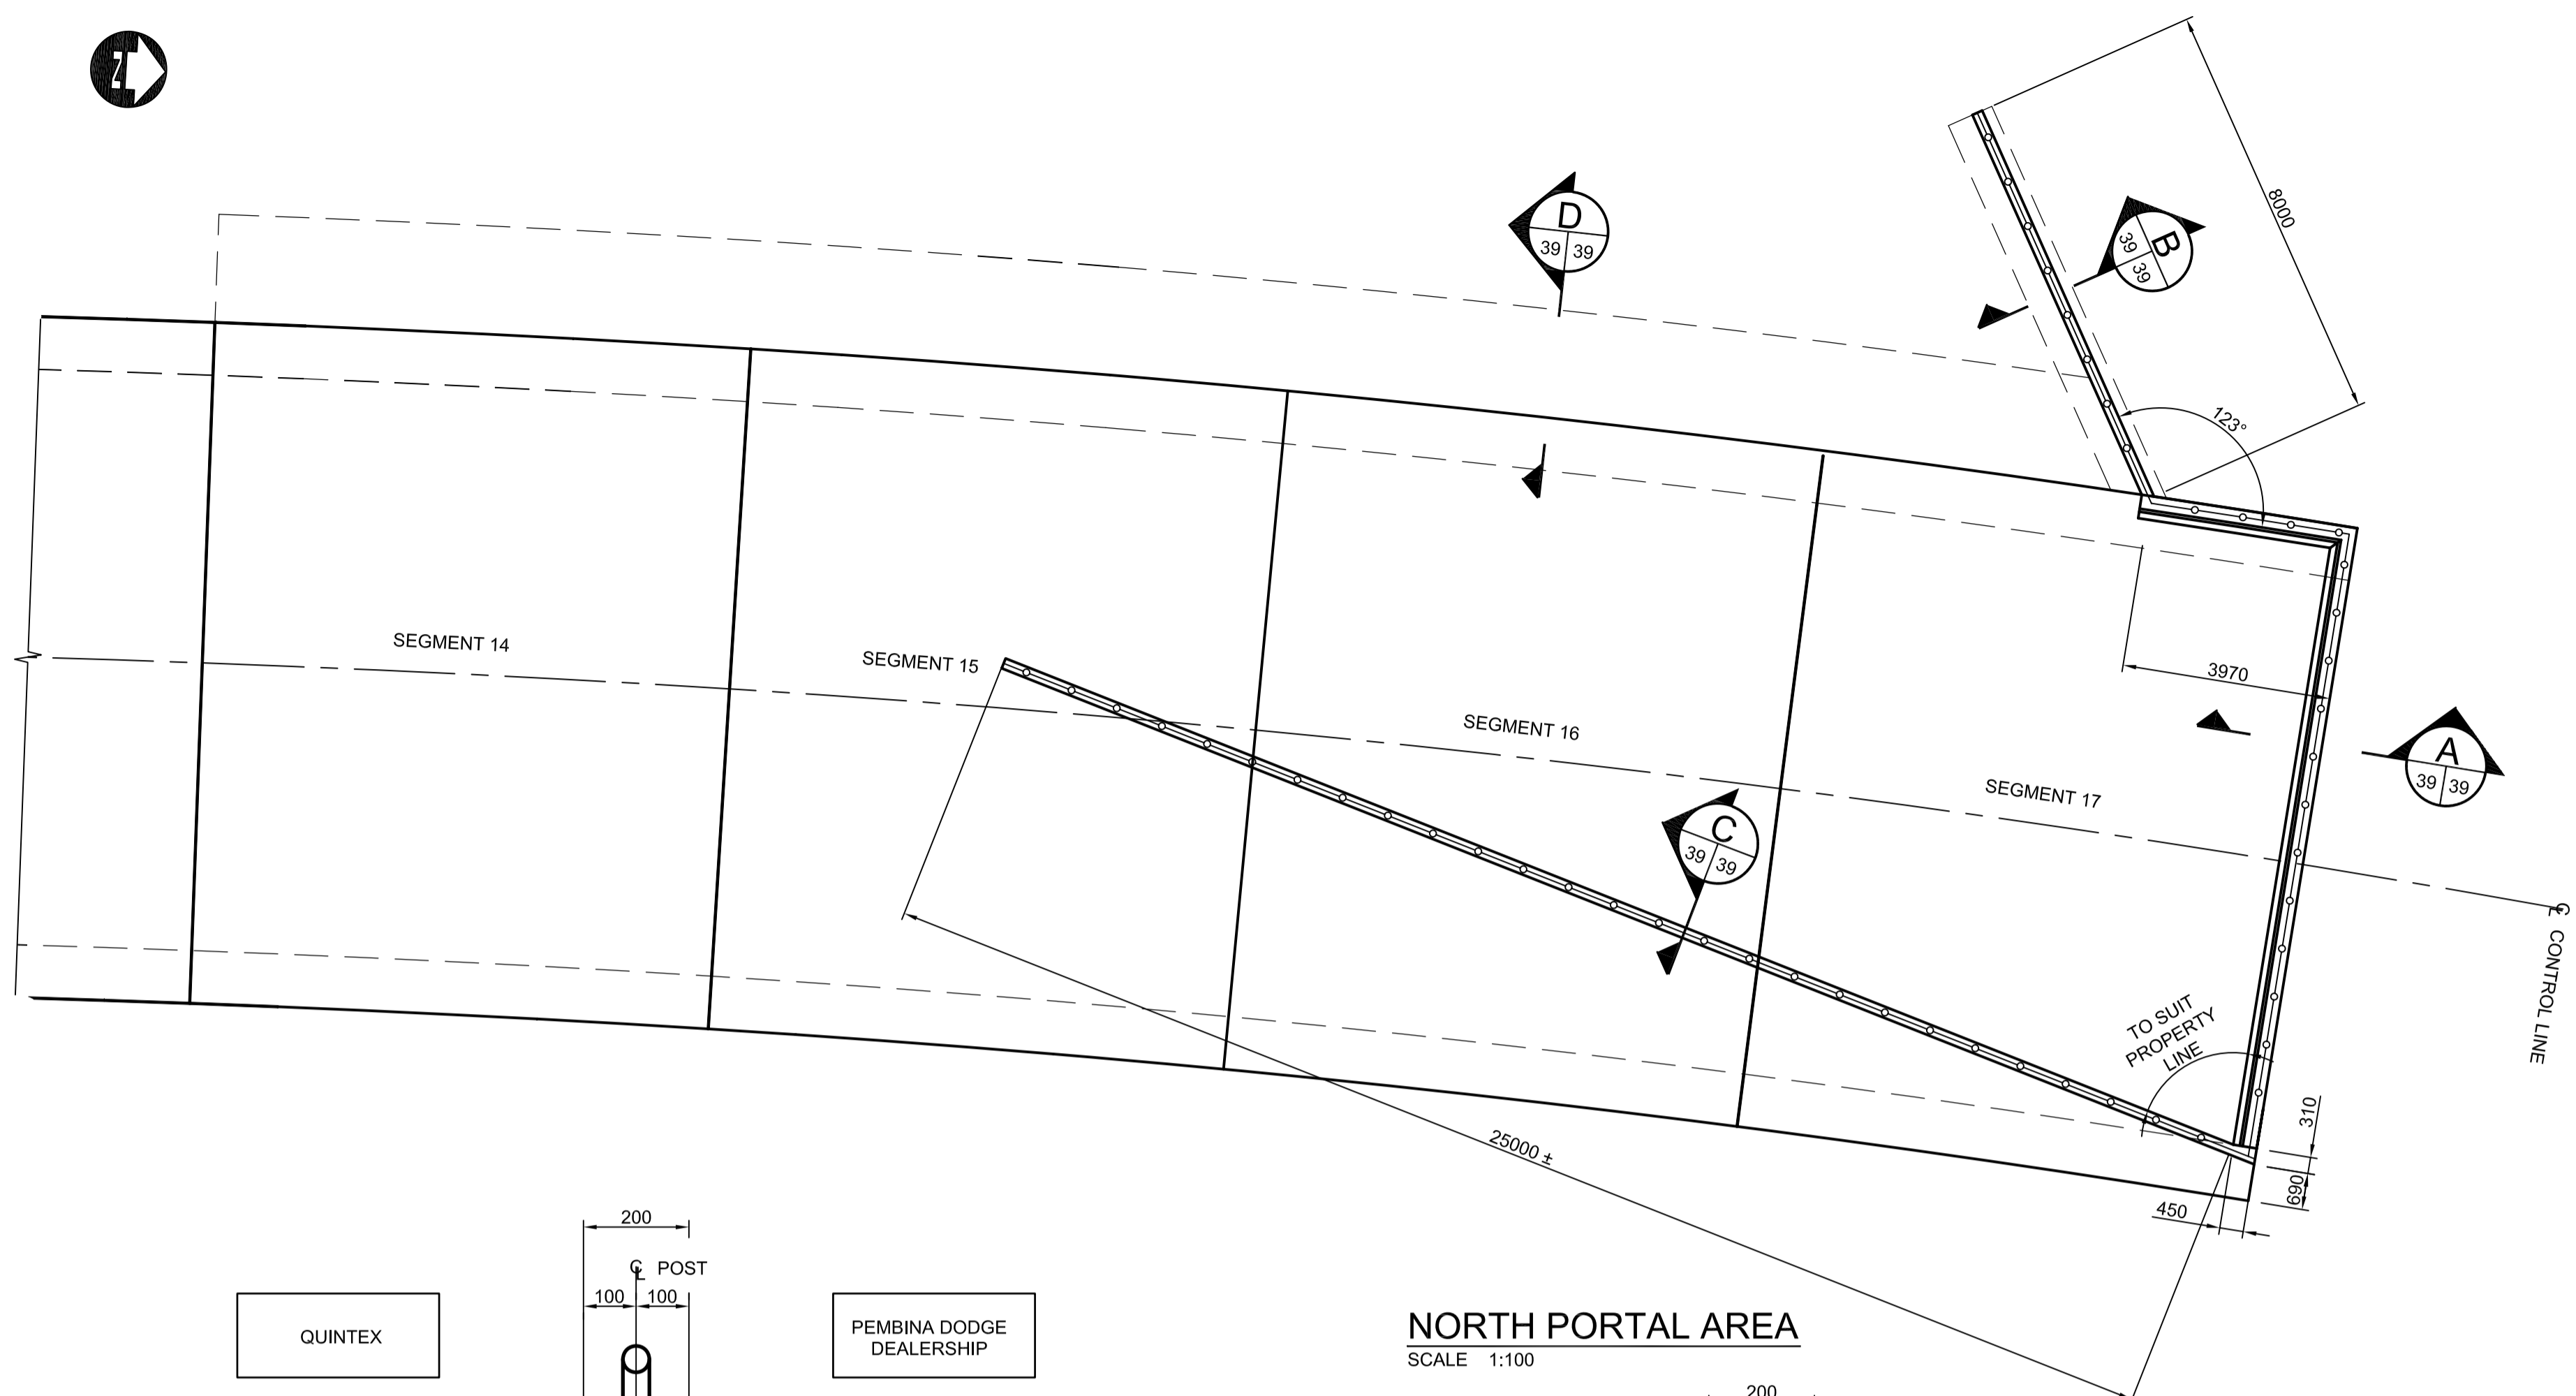 N
8000
D
39 39
B
39 39
123°
SEGMENT 14
SEGMENT 15
SEGMENT 16
SEGMENT 17
3970
A
39 39
C
39 39
℄ CONTROL LINE
TO SUIT
PROPERTY
LINE
310
690
450
25000 ±
200
℄ POST
100 100
QUINTEX
PEMBINA DODGE
DEALERSHIP
NORTH PORTAL AREA
SCALE 1:100
200